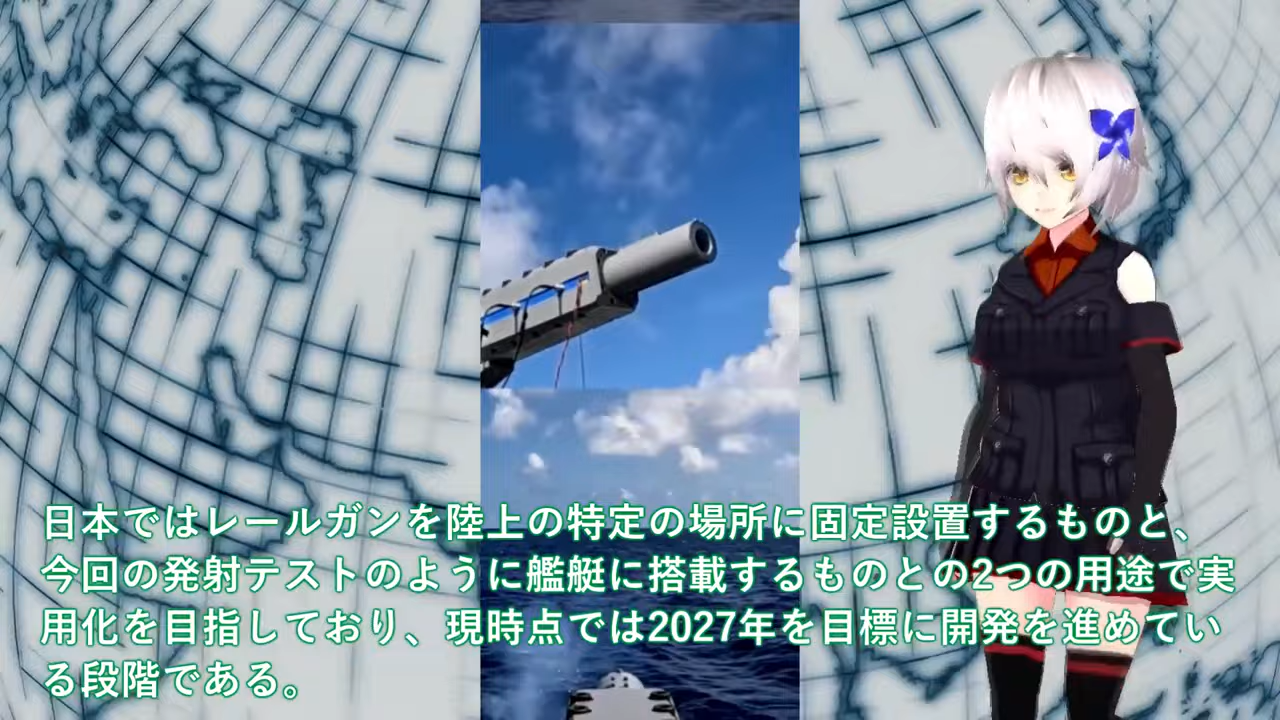 日本ではレールガンを陸上の特定の場所に固定設置するものと、
今回の発射テストのように艦艇に搭載するものとの2つの用途で実
用化を目指しており、現時点では2027年を目標に開発を進めてい
る段階である。